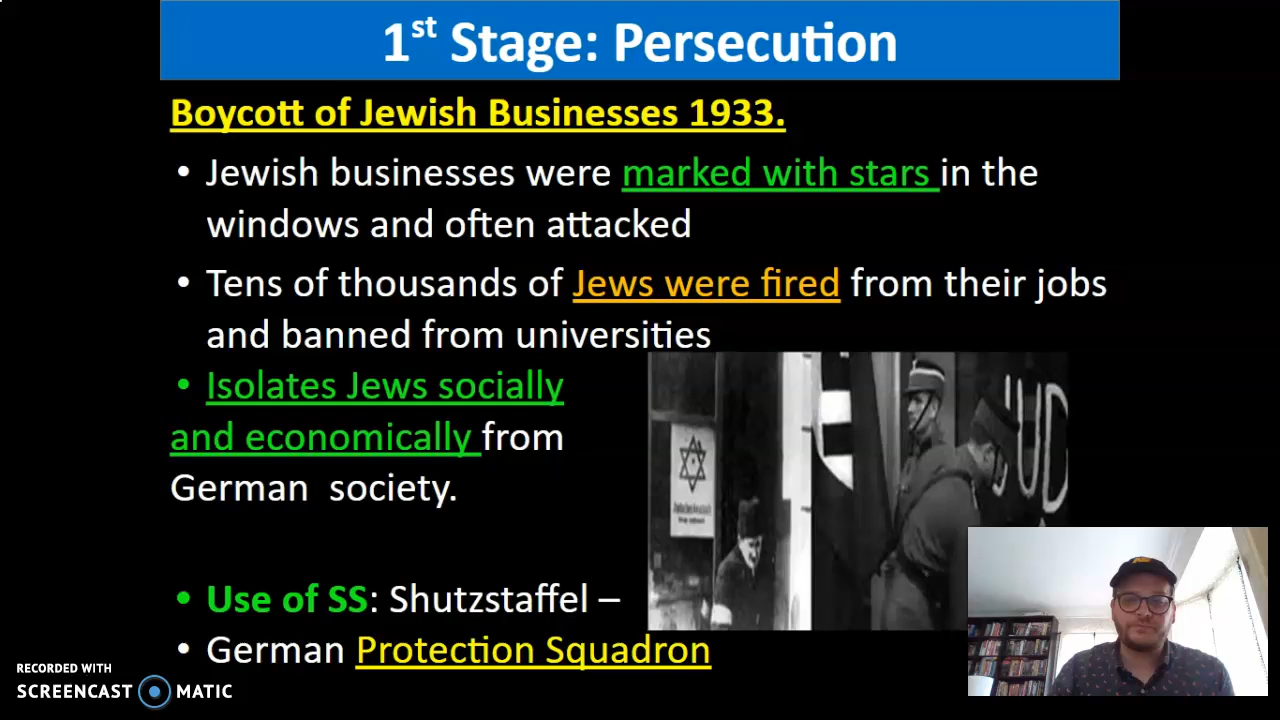 1st Stage: Persecution
Boycott of Jewish Businesses 1933.
• Jewish businesses were marked with stars in the
windows and often attacked
• Tens of thousands of Jews were fired from their jobs
and banned from universities
• Isolates Jews socially
and economically from
German society.
JUD
• Use of SS: Shutzstaffel –
• German Protection Squadron
RECORDED WITH
SCREENCAST MATIC